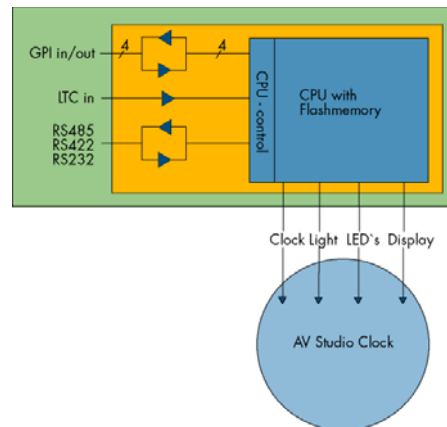 GPI in/out
4
4
LTC in
RS485
RS422
RS232
CPU - control
CPU with
Flashmemory
Clock Light LED`s Display
AV Studio Clock